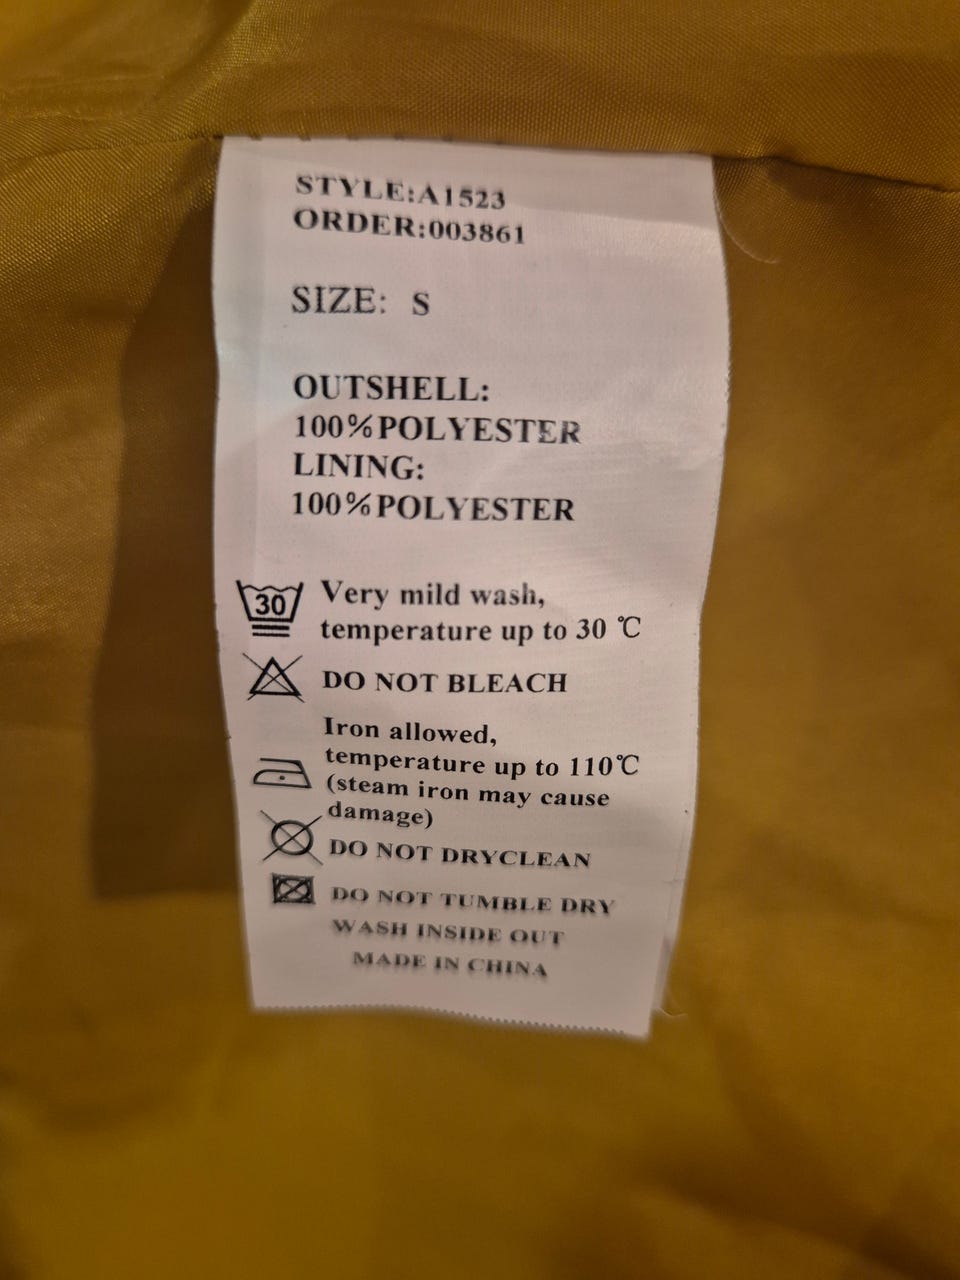 STYLE:A1523
ORDER:003861
SIZE: S
OUTSHELL:
100%POLYESTER
LINING:
100%POLYESTER
30
Very mild wash,
temperature up to 30 ℃
DO NOT BLEACH
Iron allowed,
temperature up to 110℃
(steam iron may cause
damage)
DO NOT DRYCLEAN
DO NOT TUMBLE DRY
WASH INSIDE OUT
MADE IN CHINA